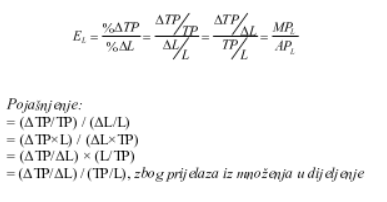 E_L = %ΔTP / %ΔL = (ΔTP/TP) / (ΔL/L) = (ΔTP/ΔL) / (TP/L) = MP_L / AP_L
Pojašnjenje:
= (ΔTP/TP) / (ΔL/L)
= (ΔTP×L) / (ΔL×TP)
= (ΔTP/ΔL) × (L/TP)
= (ΔTP/ΔL) / (TP/L), zbog prijelaza iz množenja u dijeljenje